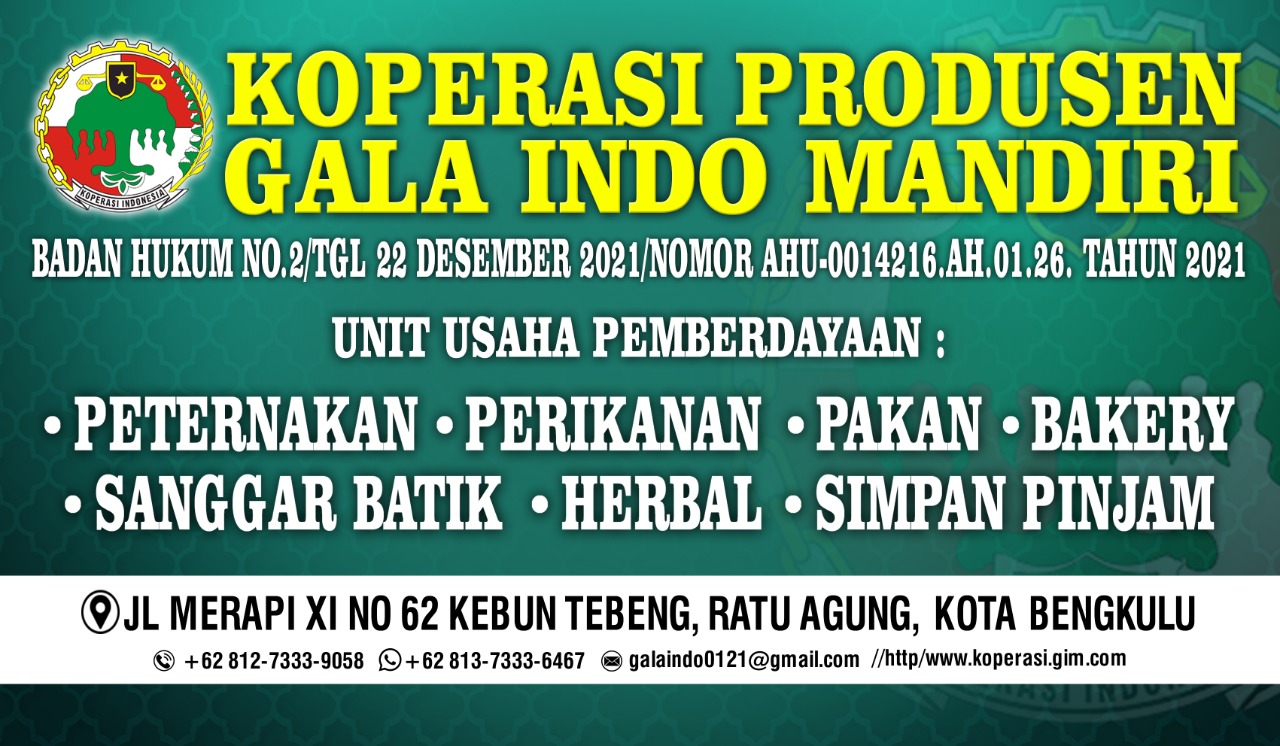 KOPERASI INDONESIA
KOPERASI PRODUSEN
GALA INDO MANDIRI
BADAN HUKUM NO.2/TGL 22 DESEMBER 2021/NOMOR AHU-0014216.AH.01.26. TAHUN 2021
UNIT USAHA PEMBERDAYAAN :
• PETERNAKAN • PERIKANAN • PAKAN • BAKERY
• SANGGAR BATIK • HERBAL • SIMPAN PINJAM
JL MERAPI XI NO 62 KEBUN TEBENG, RATU AGUNG, KOTA BENGKULU
+62 812-7333-9058 +62 813-7333-6467 galaindo0121@gmail.com //http/www.koperasi.gim.com